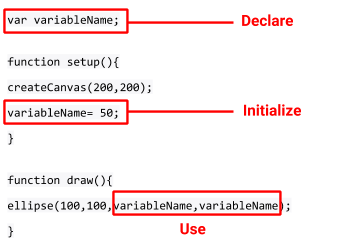 var variableName;
Declare
function setup(){
createCanvas(200,200);
variableName= 50;
Initialize
}
function draw(){
ellipse(100,100,variableName,variableName);
Use
}